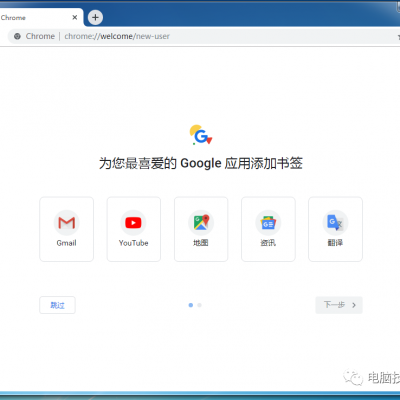 Chrome
Chrome | chrome://welcome/new-user
为您最喜爱的 Google 应用添加书签
Gmail
YouTube
地图
资讯
翻译
跳过
下一步
电脑技